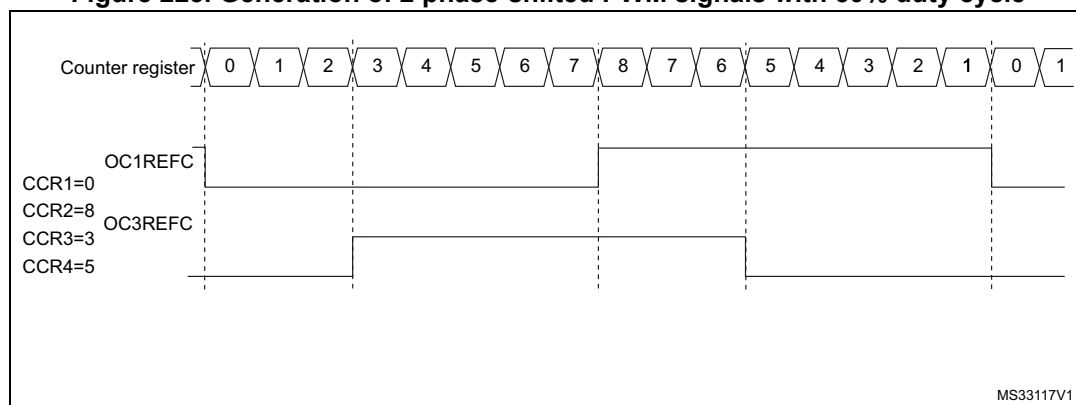 Figure 226. Generation of 2 phase-shifted PWM signals with 50% duty cycle
Counter register 0 1 2 3 4 5 6 7 8 7 6 5 4 3 2 1 0 1
OC1REFC
CCR1=0
CCR2=8
OC3REFC
CCR3=3
CCR4=5
MS33117V1